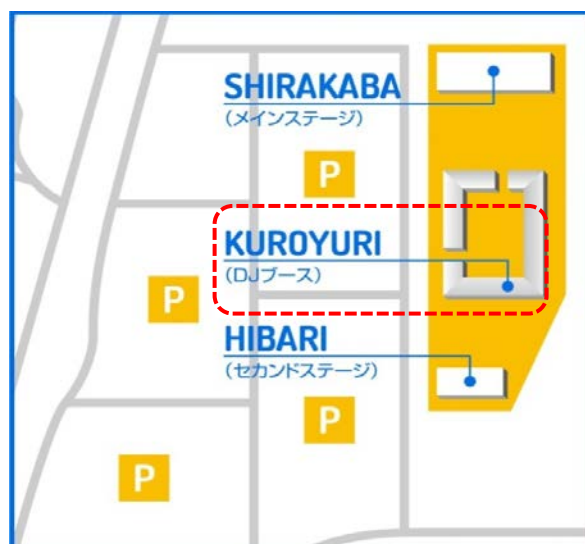 SHIRAKABA
(メインステージ)
P
KUROYURI
(DJブース)
P
HIBARI
(セカンドステージ)
P
P